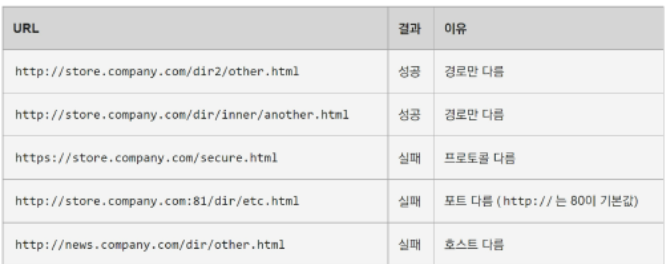 URL 결과 이유
http://store.company.com/dir2/other.html 성공 경로만 다름
http://store.company.com/dir/inner/another.html 성공 경로만 다름
https://store.company.com/secure.html 실패 프로토콜 다름
http://store.company.com:81/dir/etc.html 실패 포트 다름 (http://는 80이 기본값)
http://news.company.com/dir/other.html 실패 호스트 다름